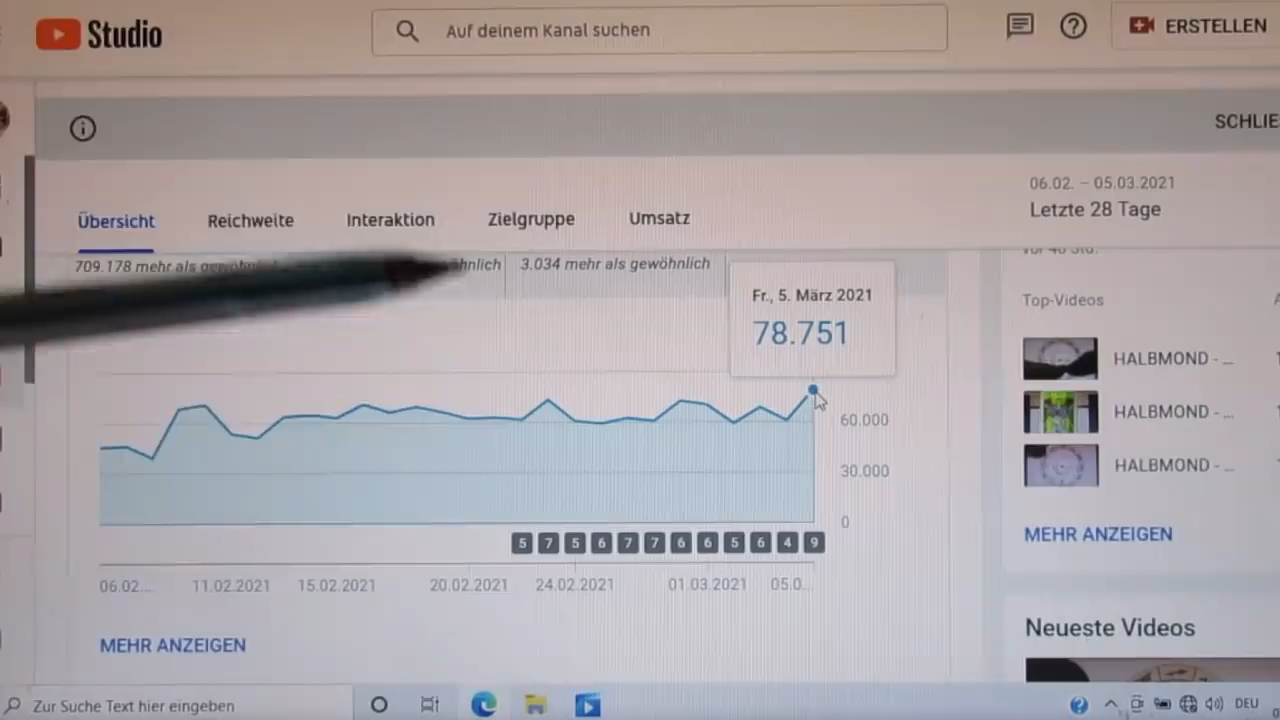 Studio
Auf deinem Kanal suchen
ERSTELLEN
SCHLIE
Übersicht
Reichweite
Interaktion
Zielgruppe
Umsatz
06.02. – 05.03.2021
Letzte 28 Tage
709.178 mehr als
3.034 mehr als gewöhnlich
Fr., 5. März 2021
78.751
60.000
30.000
0
5 7 5 6 7 7 6 6 5 6 4 9
06.02...
11.02.2021
15.02.2021
20.02.2021
24.02.2021
01.03.2021
05.0...
MEHR ANZEIGEN
Top-Videos
HALBMOND - ...
HALBMOND - ...
HALBMOND - ...
MEHR ANZEIGEN
Neueste Videos
Zur Suche Text hier eingeben
DEU